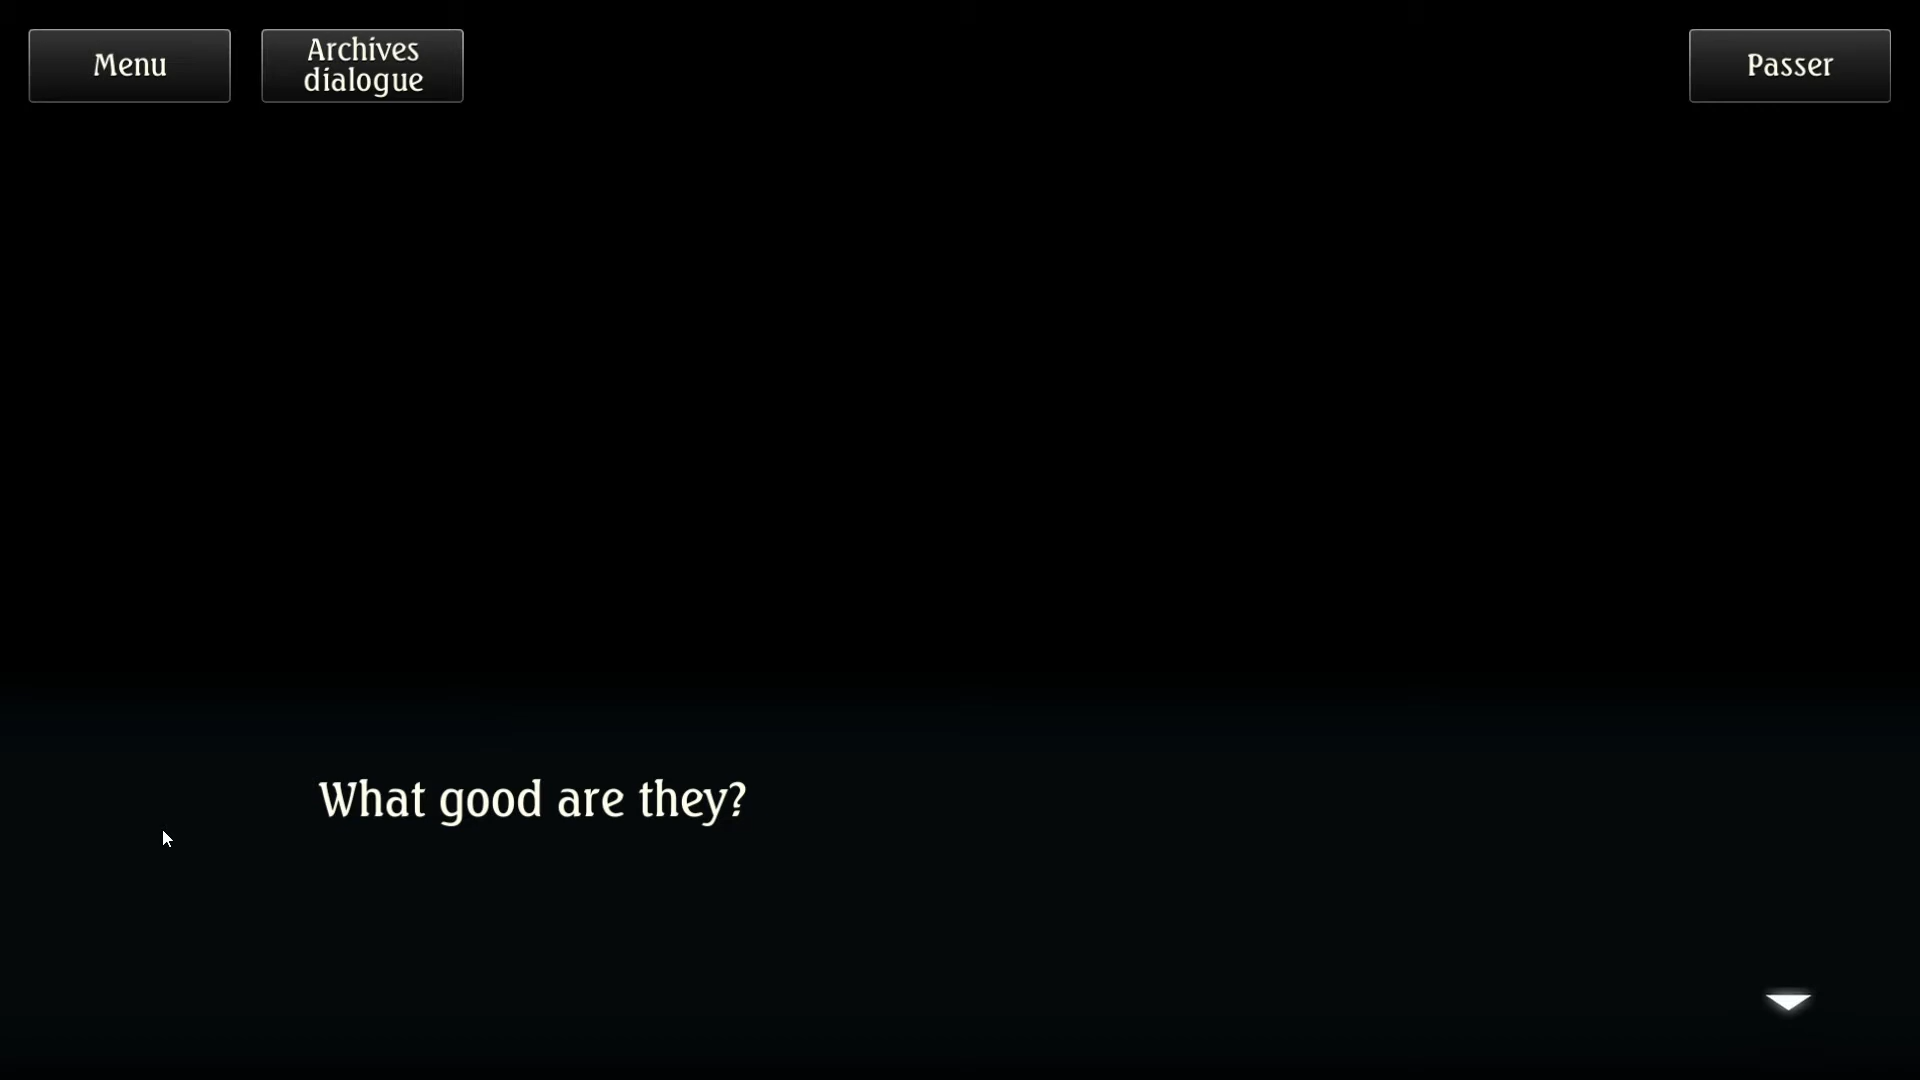 Menu
Archives
dialogue
Passer
What good are they?